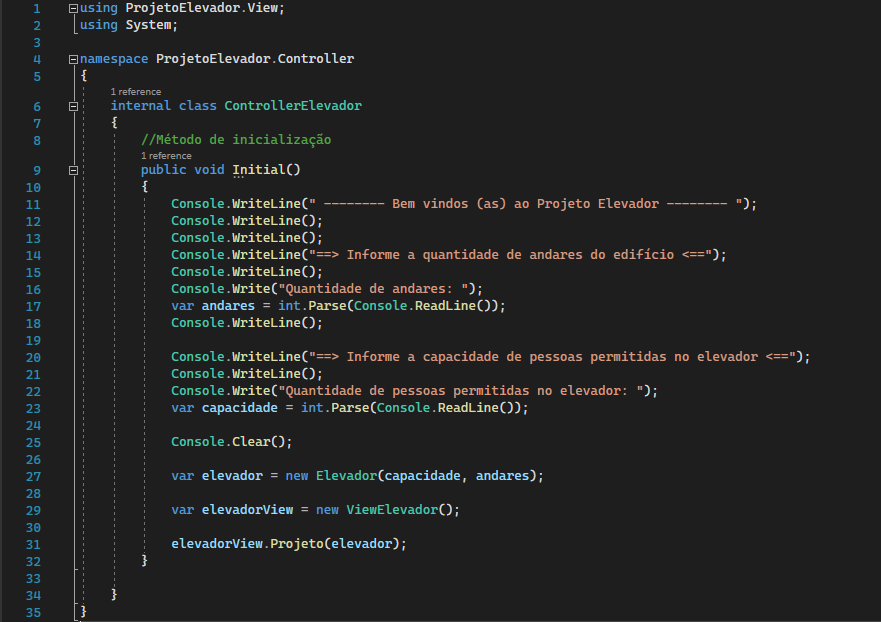 1 using ProjetoElevador.View;
2 using System;
3
4 namespace ProjetoElevador.Controller
5 {
1 reference
6 internal class ControllerElevador
7 {
8 //Método de inicialização
1 reference
9 public void Initial()
10 {
11 Console.WriteLine(" -------- Bem vindos (as) ao Projeto Elevador -------- ");
12 Console.WriteLine();
13 Console.WriteLine();
14 Console.WriteLine("==> Informe a quantidade de andares do edifício <==");
15 Console.WriteLine();
16 Console.Write("Quantidade de andares: ");
17 var andares = int.Parse(Console.ReadLine());
18 Console.WriteLine();
19
20 Console.WriteLine("==> Informe a capacidade de pessoas permitidas no elevador <==");
21 Console.WriteLine();
22 Console.Write("Quantidade de pessoas permitidas no elevador: ");
23 var capacidade = int.Parse(Console.ReadLine());
24
25 Console.Clear();
26
27 var elevador = new Elevador(capacidade, andares);
28
29 var elevadorView = new ViewElevador();
30
31 elevadorView.Projeto(elevador);
32 }
33
34 }
35 }